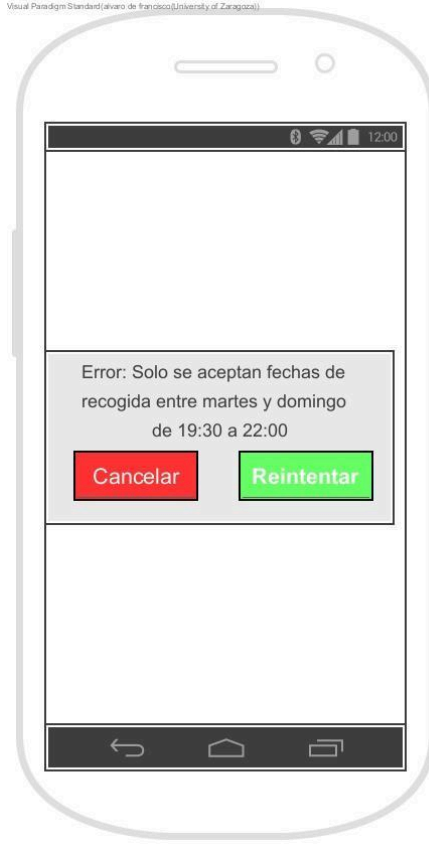 Visual Paradigm Standard(alvaro de francisco(University of Zaragoza))
12:00
Error: Solo se aceptan fechas de
recogida entre martes y domingo
de 19:30 a 22:00
Cancelar
Reintentar